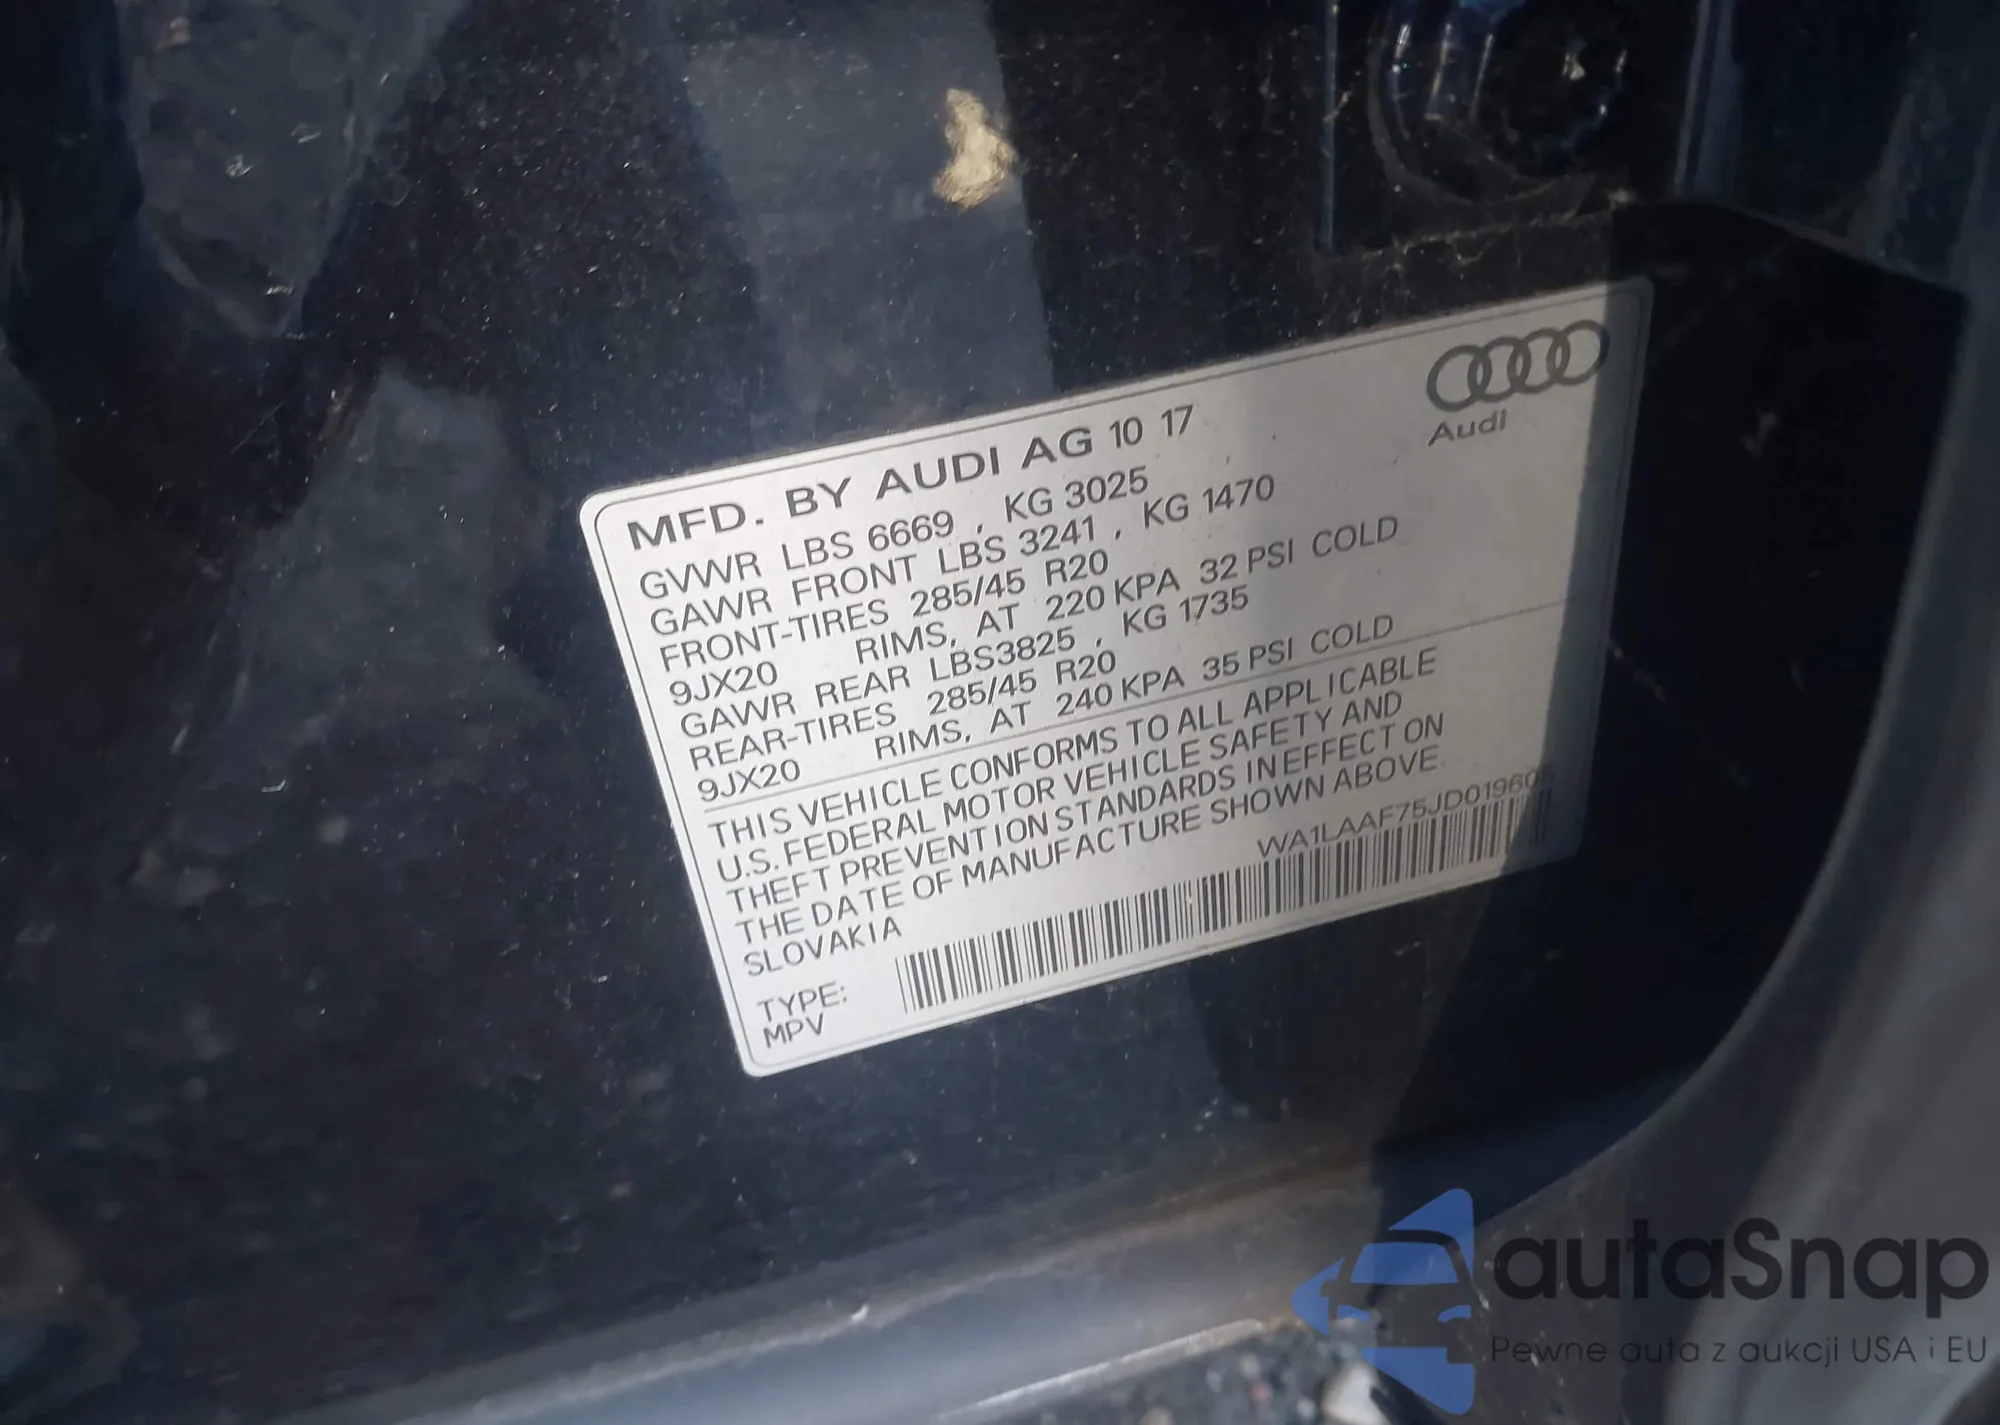 MFD. BY AUDI AG 10 17
Audi
GVWR LBS 6669 , KG 3025
GAWR FRONT LBS 3241 , KG 1470
FRONT-TIRES 285/45 R20
9JX20 RIMS, AT 220 KPA 32 PSI COLD
GAWR REAR LBS3825 , KG 1735
REAR-TIRES 285/45 R20
9JX20 RIMS, AT 240 KPA 35 PSI COLD
THIS VEHICLE CONFORMS TO ALL APPLICABLE
U.S. FEDERAL MOTOR VEHICLE SAFETY AND
THEFT PREVENTION STANDARDS IN EFFECT ON
THE DATE OF MANUFACTURE SHOWN ABOVE.
SLOVAKIA
TYPE:
MPV
autaSnap
Pewne auta z aukcji USA i EU